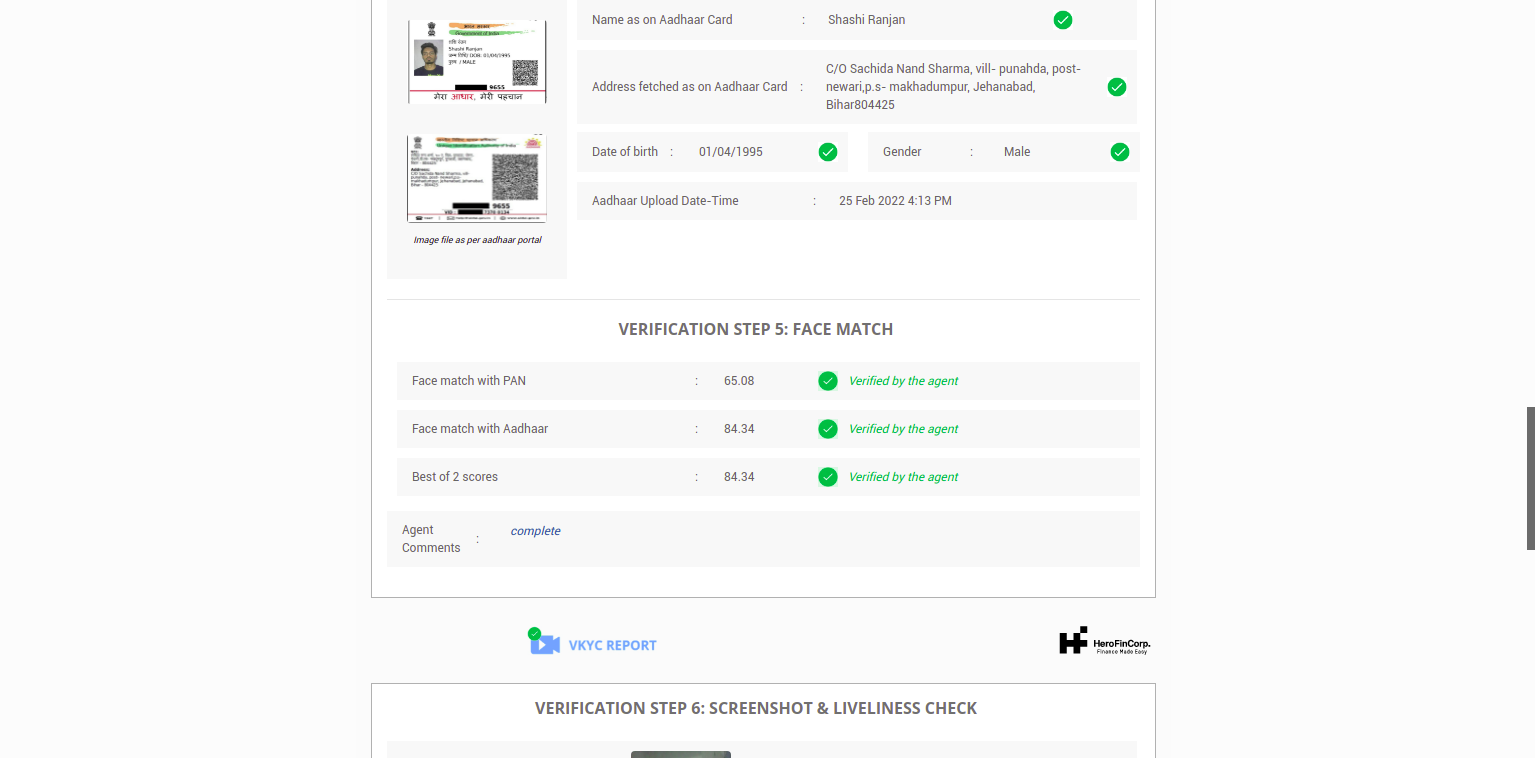 भारत सरकार
Government of India
शशि रंजन
Shashi Ranjan
जन्म तिथि/ DOB: 01/04/1995
पुरुष / MALE
9655
मेरा आधार, मेरी पहचान
Unique Identification Authority of India
Address:
C/O Sachida Nand Sharma, vill-
punahda, post- newari,p.s-
makhadumpur, Jehanabad, Jehanabad,
Bihar - 804425
9655
VID :
7378 0134
Image file as per aadhaar portal
Name as on Aadhaar Card : Shashi Ranjan
Address fetched as on Aadhaar Card : C/O Sachida Nand Sharma, vill- punahda, post-
newari,p.s- makhadumpur, Jehanabad,
Bihar804425
Date of birth : 01/04/1995 Gender : Male
Aadhaar Upload Date-Time : 25 Feb 2022 4:13 PM
VERIFICATION STEP 5: FACE MATCH
Face match with PAN : 65.08 Verified by the agent
Face match with Aadhaar : 84.34 Verified by the agent
Best of 2 scores : 84.34 Verified by the agent
Agent
Comments : complete
VKYC REPORT
HeroFinCorp.
Finance Made Easy
VERIFICATION STEP 6: SCREENSHOT & LIVELINESS CHECK